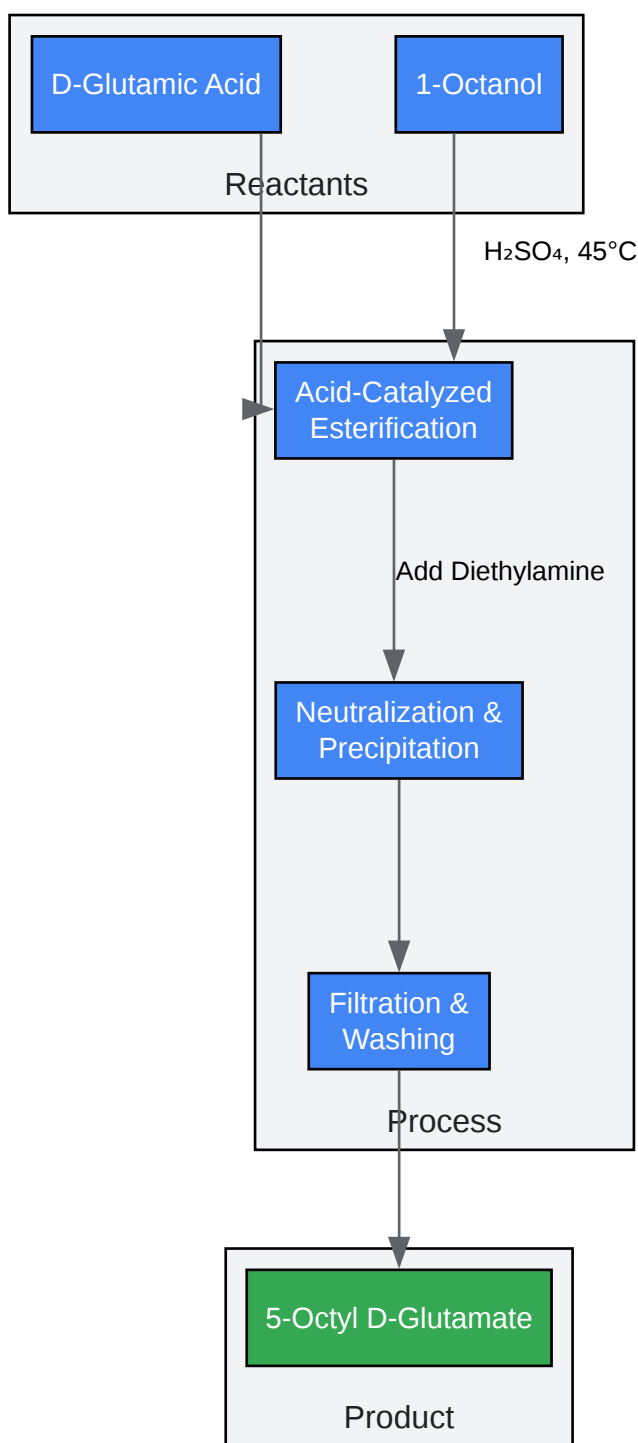 D-Glutamic Acid
1-Octanol
Reactants
H₂SO₄, 45°C
Acid-Catalyzed
Esterification
Add Diethylamine
Neutralization &
Precipitation
Filtration &
Washing
Process
5-Octyl D-Glutamate
Product